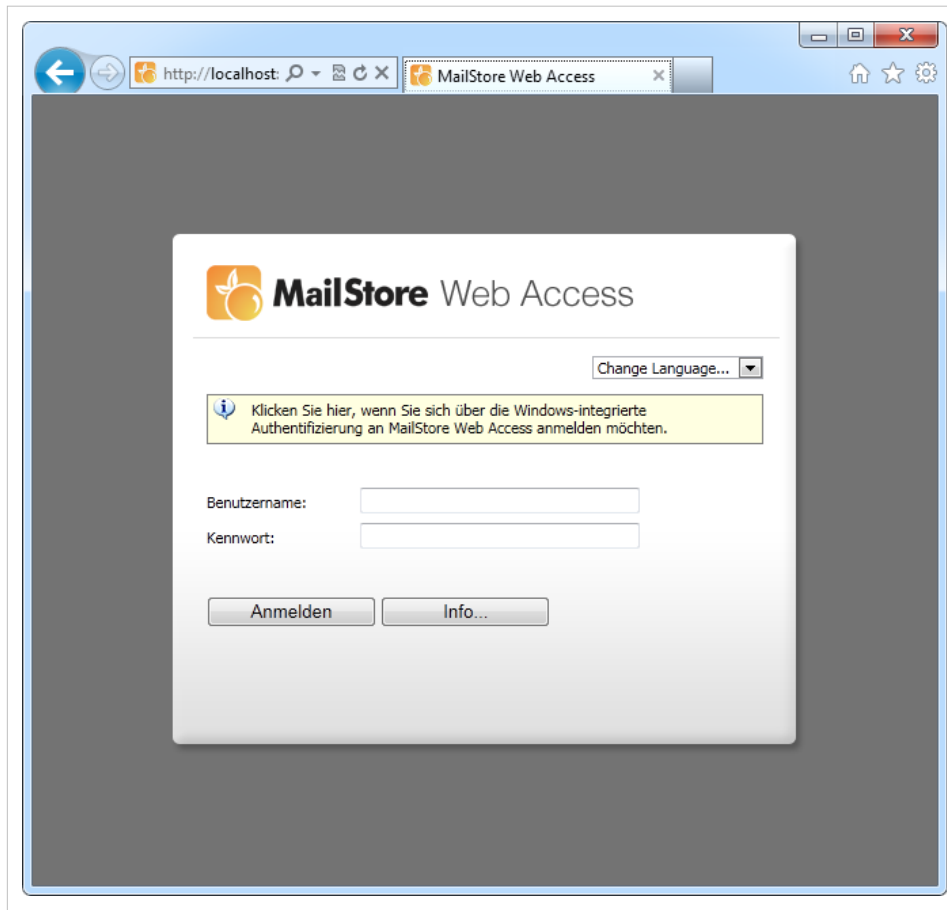 http://localhost:
MailStore Web Access
MailStore Web Access
Change Language...
Klicken Sie hier, wenn Sie sich über die Windows-integrierte
Authentifizierung an MailStore Web Access anmelden möchten.
Benutzername:
Kennwort:
Anmelden
Info...